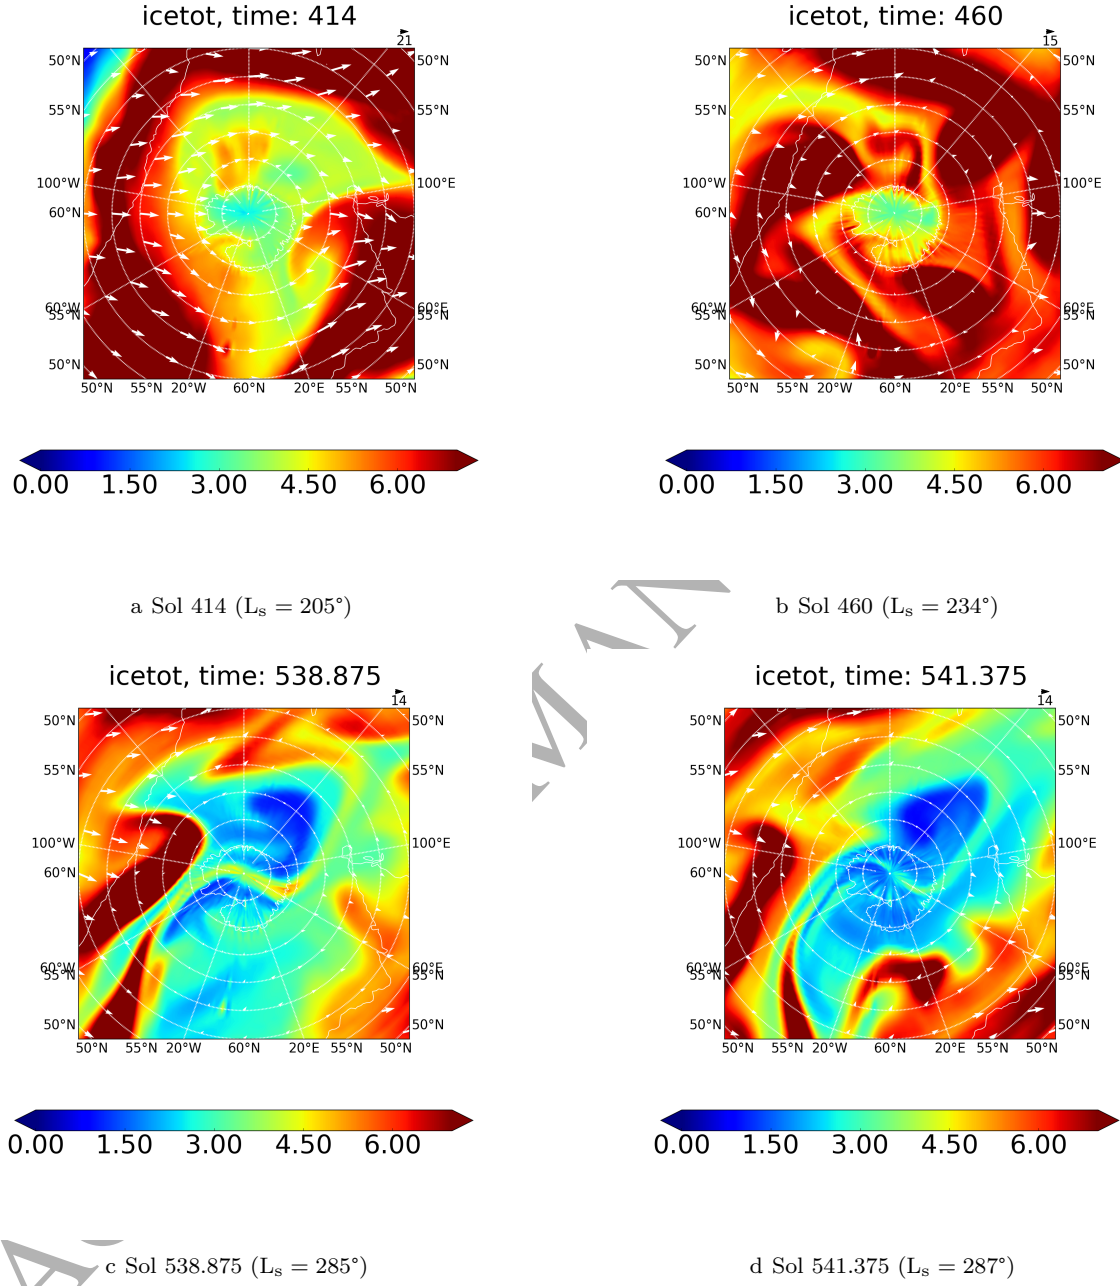 icetot, time: 414
21
50°N 50°N
55°N 55°N
100°W 100°E
60°N
60°W 60°E
55°N 55°N
50°N 50°N
50°N 55°N 20°W 60°N 20°E 55°N 50°N
0.00 1.50 3.00 4.50 6.00
a Sol 414 (Ls = 205°)
icetot, time: 460
15
50°N 50°N
55°N 55°N
100°W 100°E
60°N
60°W 60°E
55°N 55°N
50°N 50°N
50°N 55°N 20°W 60°N 20°E 55°N 50°N
0.00 1.50 3.00 4.50 6.00
b Sol 460 (Ls = 234°)
icetot, time: 538.875
14
50°N 50°N
55°N 55°N
100°W 100°E
60°N
60°W 60°E
55°N 55°N
50°N 50°N
50°N 55°N 20°W 60°N 20°E 55°N 50°N
0.00 1.50 3.00 4.50 6.00
c Sol 538.875 (Ls = 285°)
icetot, time: 541.375
14
50°N 50°N
55°N 55°N
100°W 100°E
60°N
60°W 60°E
55°N 55°N
50°N 50°N
50°N 55°N 20°W 60°N 20°E 55°N 50°N
0.00 1.50 3.00 4.50 6.00
d Sol 541.375 (Ls = 287°)